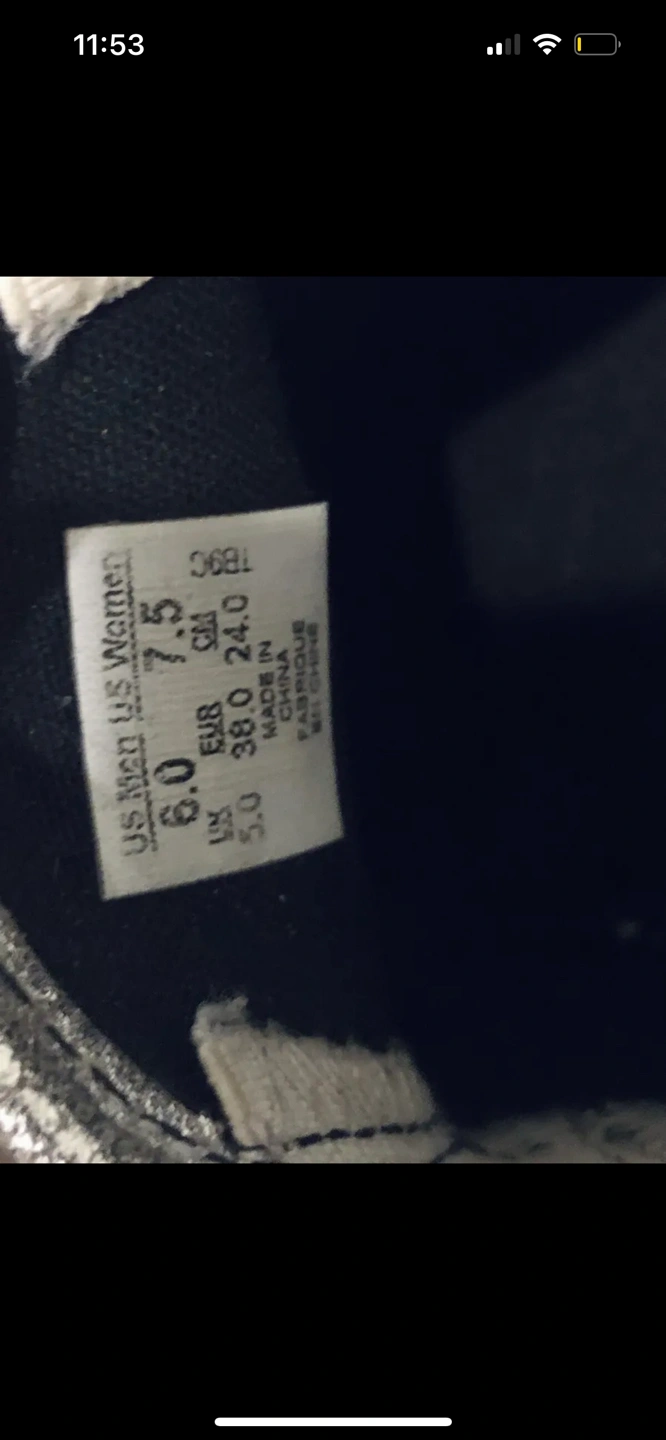 11:53
US Men US Women
6.0 7.5
UK EUR CM
5.0 38.0 24.0
MADE IN
CHINA
FABRIQUE
EN CHINE